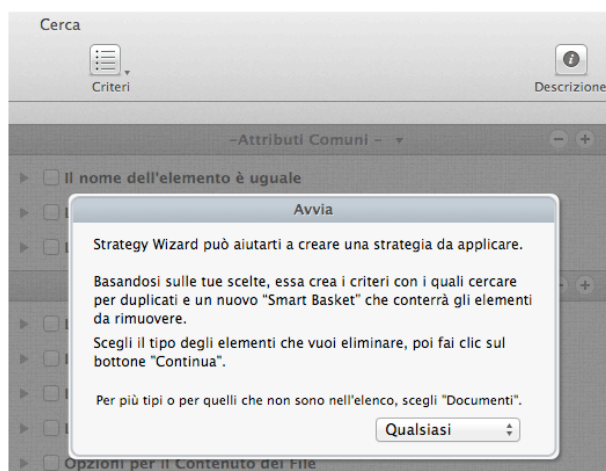 Cerca
Criteri
Descrizione
-Attributi Comuni -
Il nome dell'elemento è uguale
Avvia
Strategy Wizard può aiutarti a creare una strategia da applicare.
Basandosi sulle tue scelte, essa crea i criteri con i quali cercare
per duplicati e un nuovo "Smart Basket" che conterrà gli elementi
da rimuovere.
Scegli il tipo degli elementi che vuoi eliminare, poi fai clic sul
bottone "Continua".
Per più tipi o per quelli che non sono nell'elenco, scegli "Documenti".
Qualsiasi
Opzioni per il Contenuto del File